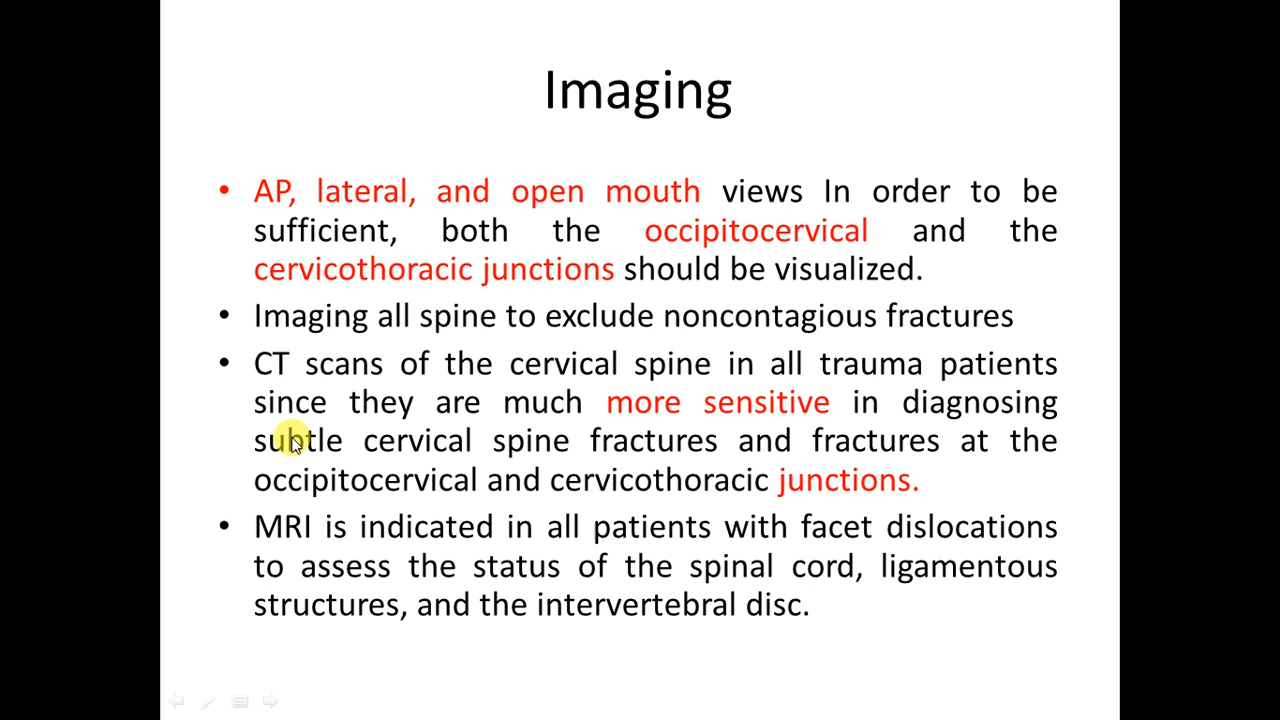 Imaging
• AP, lateral, and open mouth views In order to be
sufficient, both the occipitocervical and the
cervicothoracic junctions should be visualized.
• Imaging all spine to exclude noncontagious fractures
• CT scans of the cervical spine in all trauma patients
since they are much more sensitive in diagnosing
subtle cervical spine fractures and fractures at the
occipitocervical and cervicothoracic junctions.
• MRI is indicated in all patients with facet dislocations
to assess the status of the spinal cord, ligamentous
structures, and the intervertebral disc.